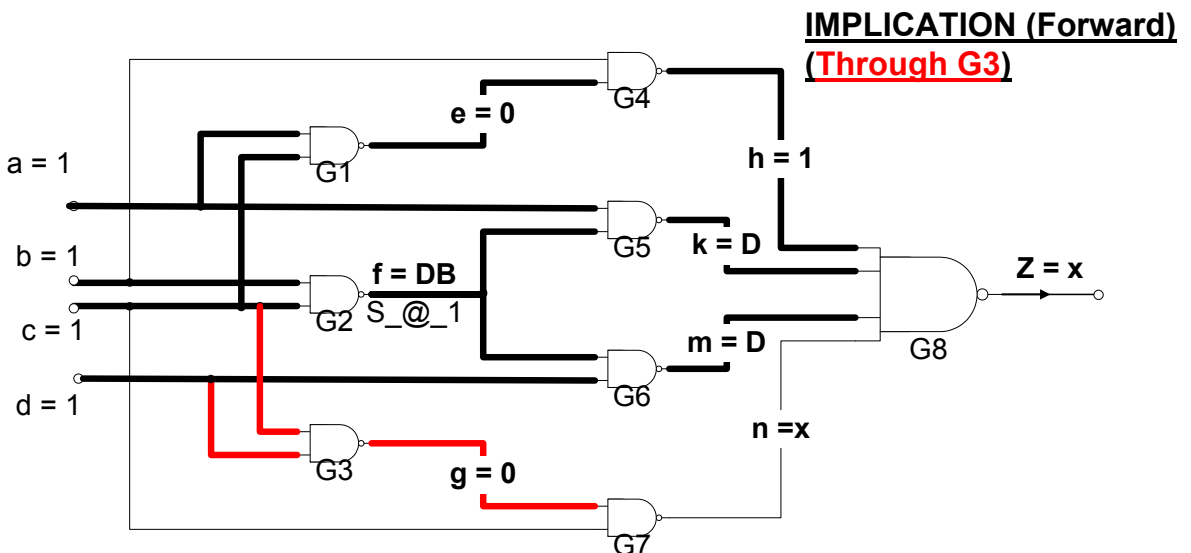 IMPLICATION (Forward)
(Through G3)
G4
e = 0
G1
h = 1
a = 1
G5
k = D
b = 1
f = DB
Z = x
G2
S_@_1
c = 1
m = D
G8
G6
d = 1
n =x
G3
g = 0
G7